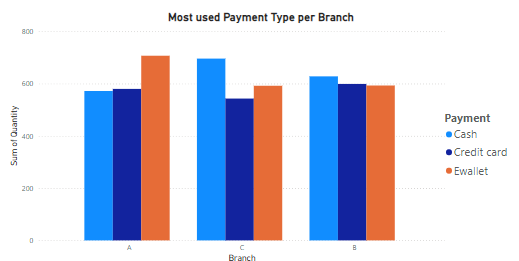 Most used Payment Type per Branch
Sum of Quantity
800
600
400
200
0
A
C
B
Branch
Payment
Cash
Credit card
Ewallet